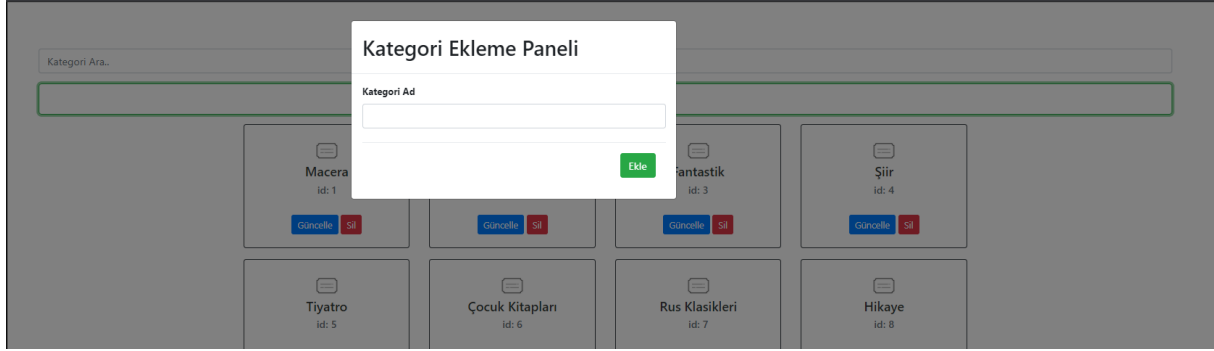 Kategori Ekleme Paneli
Kategori Ara..
Kategori Ad
Ekle
Macera
id: 1
Güncelle Sil
Güncelle Sil
Fantastik
id: 3
Güncelle Sil
Şiir
id: 4
Güncelle Sil
Tiyatro
id: 5
Çocuk Kitapları
id: 6
Rus Klasikleri
id: 7
Hikaye
id: 8